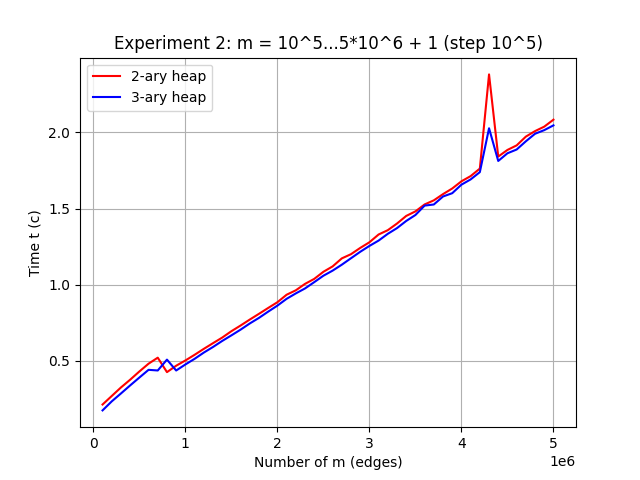 Experiment 2: m = 10^5...5*10^6 + 1 (step 10^5)
2-ary heap
3-ary heap
2.0
1.5
1.0
0.5
Time t (c)
0 1 2 3 4 5
1e6
Number of m (edges)